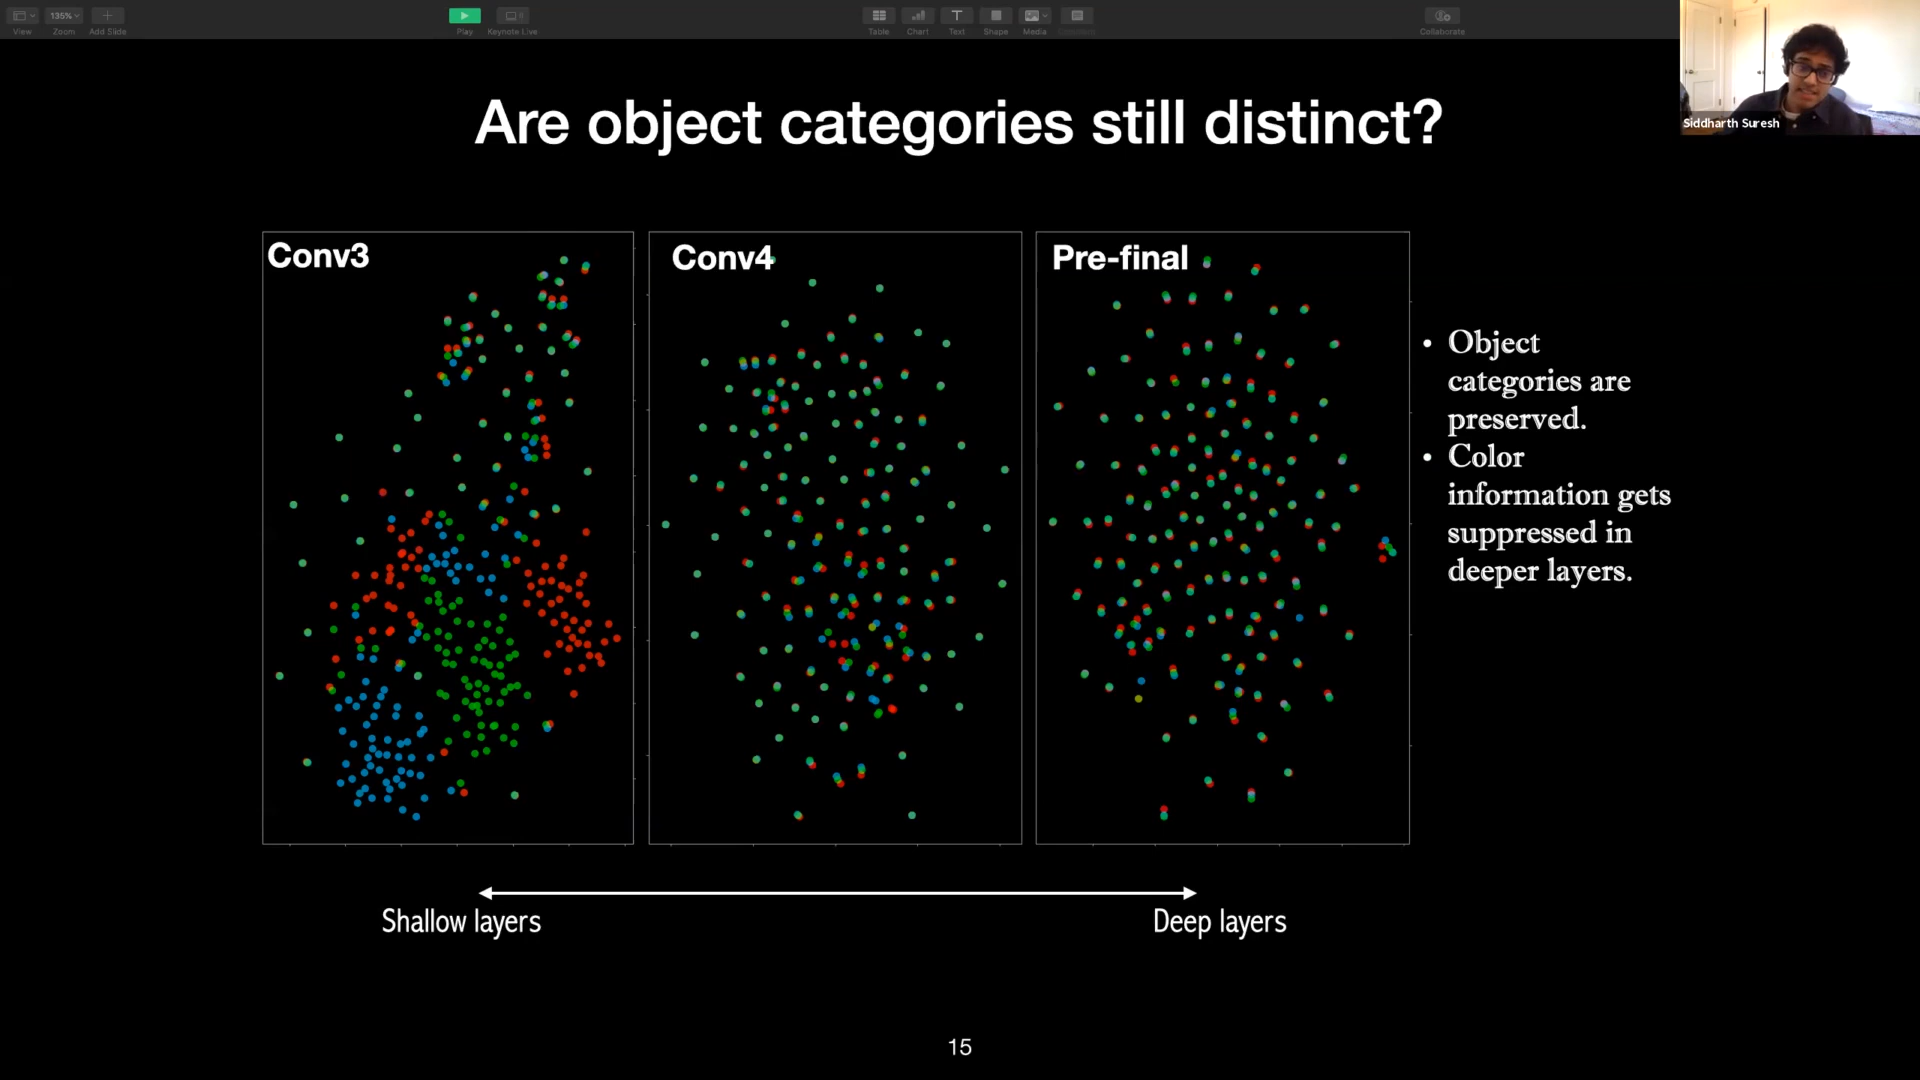 135%
View
Zoom
Add Slide
Play
Keynote Live
Table
Chart
Text
Shape
Media
Collaborate
Siddharth Suresh
Are object categories still distinct?
Conv3
Conv4
Pre-final
• Object
categories are
preserved.
• Color
information gets
suppressed in
deeper layers.
Shallow layers
Deep layers
15